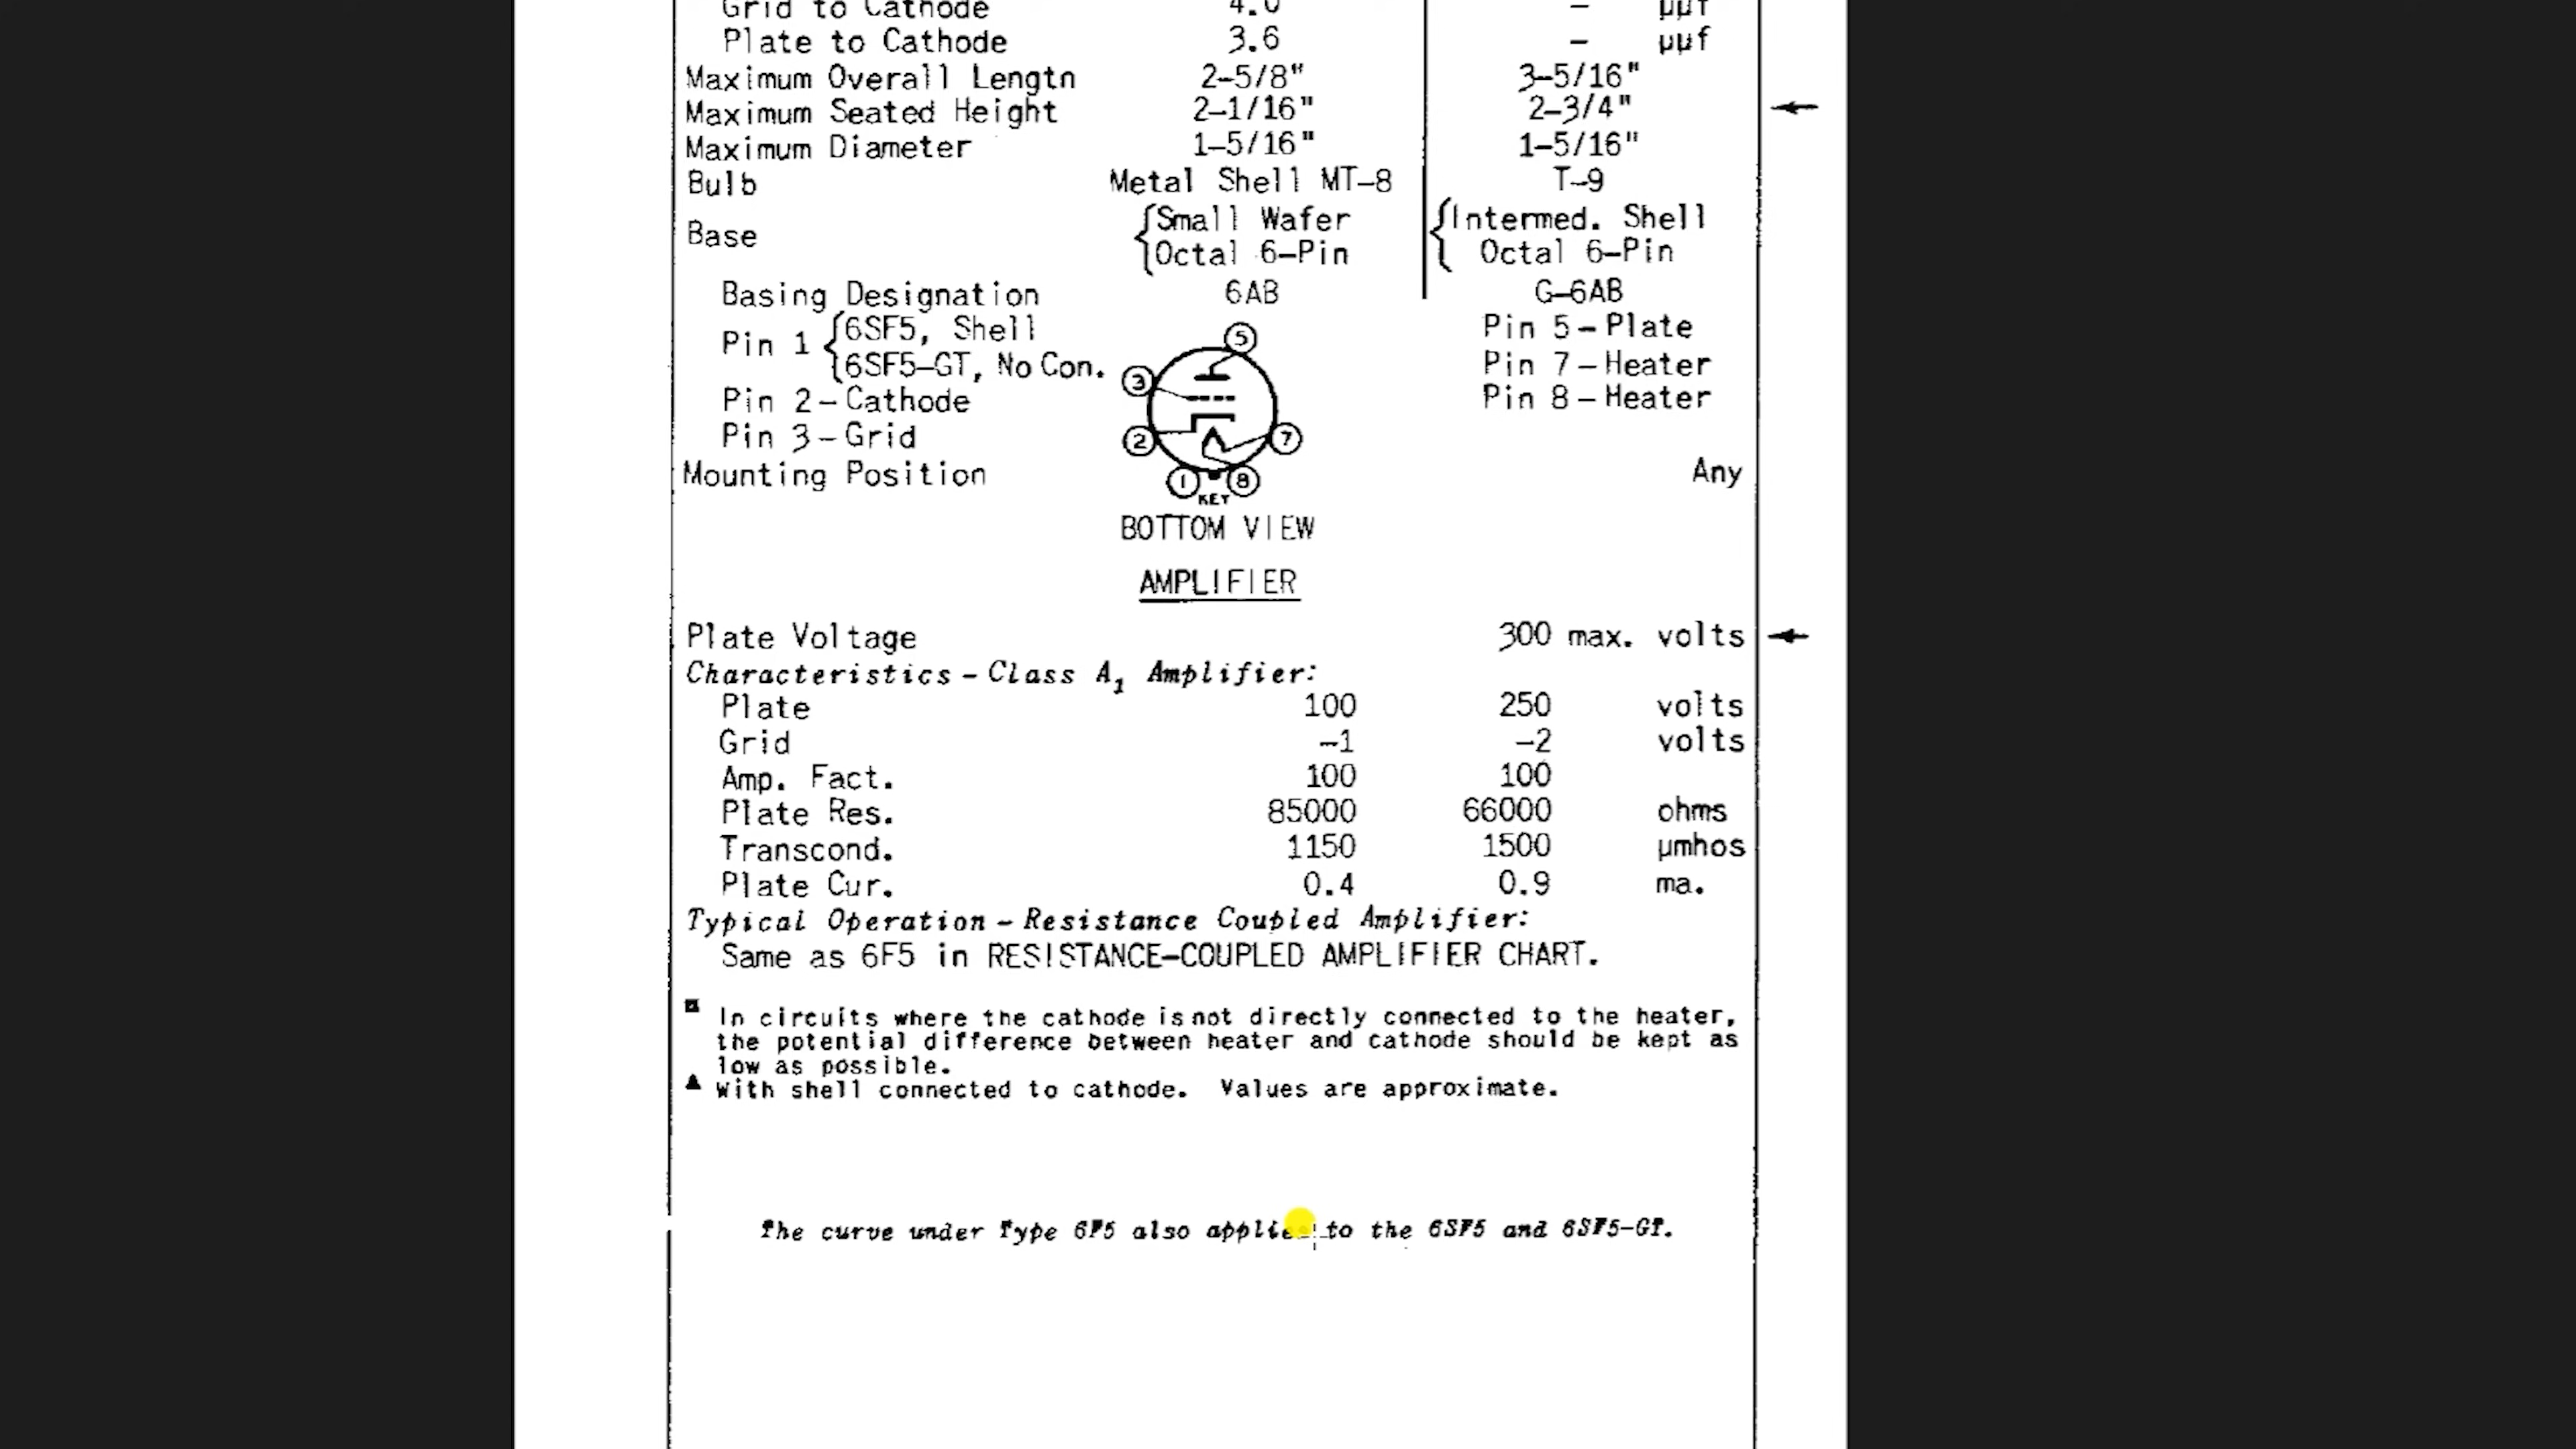 Grid to Cathode 4.0 – µµf
Plate to Cathode 3.6 – µµf
Maximum Overall Length 2-5/8" 3-5/16"
Maximum Seated Height 2-1/16" 2-3/4"
Maximum Diameter 1-5/16" 1-5/16"
Bulb Metal Shell MT-8 T-9
Base {Small Wafer {Intermed. Shell
{Octal 6-Pin { Octal 6-Pin
Basing Designation 6AB G-6AB
Pin 1 {6SF5, Shell
{6SF5-GT, No Con.
Pin 2 - Cathode
Pin 3 - Grid
Pin 5 - Plate
Pin 7 - Heater
Pin 8 - Heater
5
3
2
7
1 8
KEY
Mounting Position Any
BOTTOM VIEW
AMPLIFIER
Plate Voltage 300 max. volts
Characteristics - Class A1 Amplifier:
Plate 100 250 volts
Grid -1 -2 volts
Amp. Fact. 100 100
Plate Res. 85000 66000 ohms
Transcond. 1150 1500 µmhos
Plate Cur. 0.4 0.9 ma.
Typical Operation - Resistance Coupled Amplifier:
Same as 6F5 in RESISTANCE-COUPLED AMPLIFIER CHART.
In circuits where the cathode is not directly connected to the heater,
the potential difference between heater and cathode should be kept as
low as possible.
▲ With shell connected to cathode. Values are approximate.
The curve under Type 6F5 also applies to the 6SF5 and 6SF5-GT.